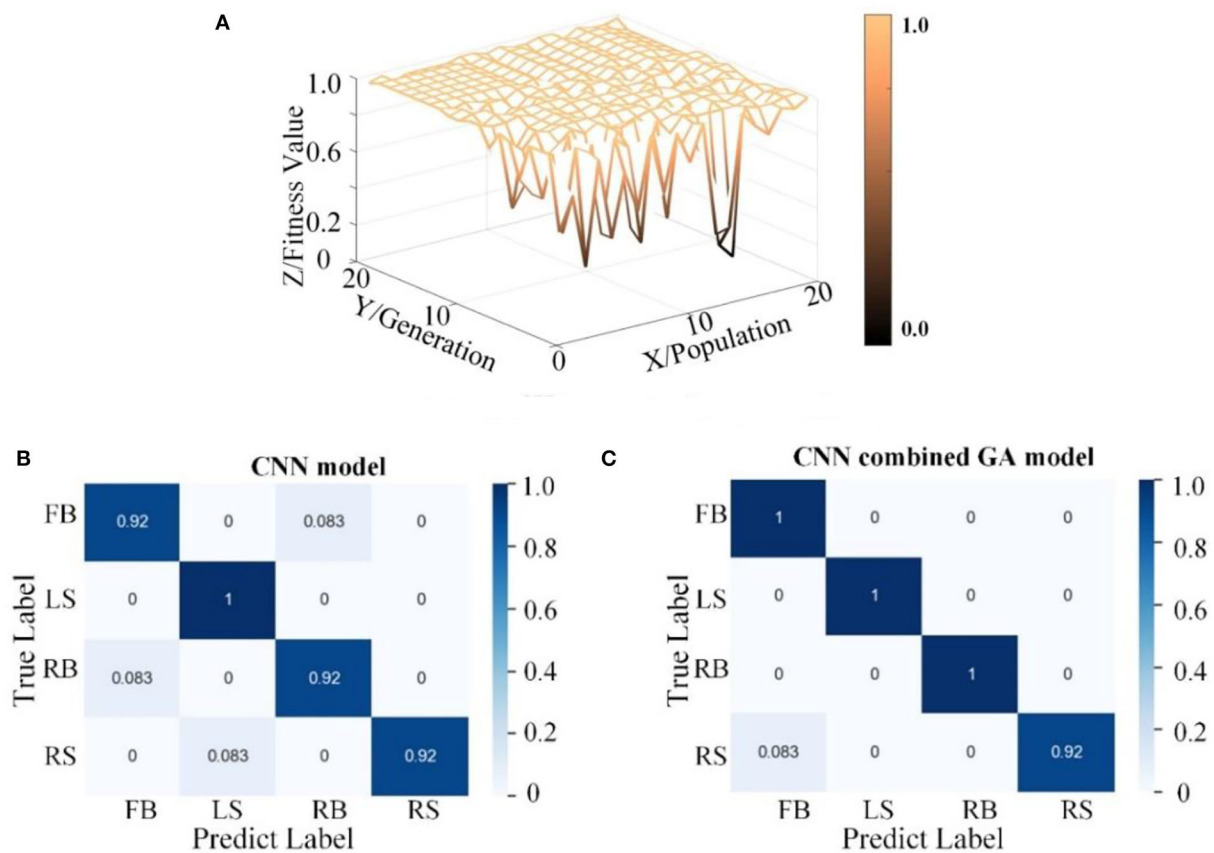 A
1.0
0.6
0.2
0
Z/Fitness Value
20
10
0
Y/Generation
10
20
X/Population
1.0
0.0
B
CNN model
FB 0.92 0 0.083 0
LS 0 1 0 0
RB 0.083 0 0.92 0
RS 0 0.083 0 0.92
FB LS RB RS
True Label
Predict Label
1.0
0.8
0.6
0.4
0.2
0
C
CNN combined GA model
FB 1 0 0 0
LS 0 1 0 0
RB 0 0 1 0
RS 0.083 0 0 0.92
FB LS RB RS
True Label
Predict Label
1.0
0.8
0.6
0.4
0.2
0